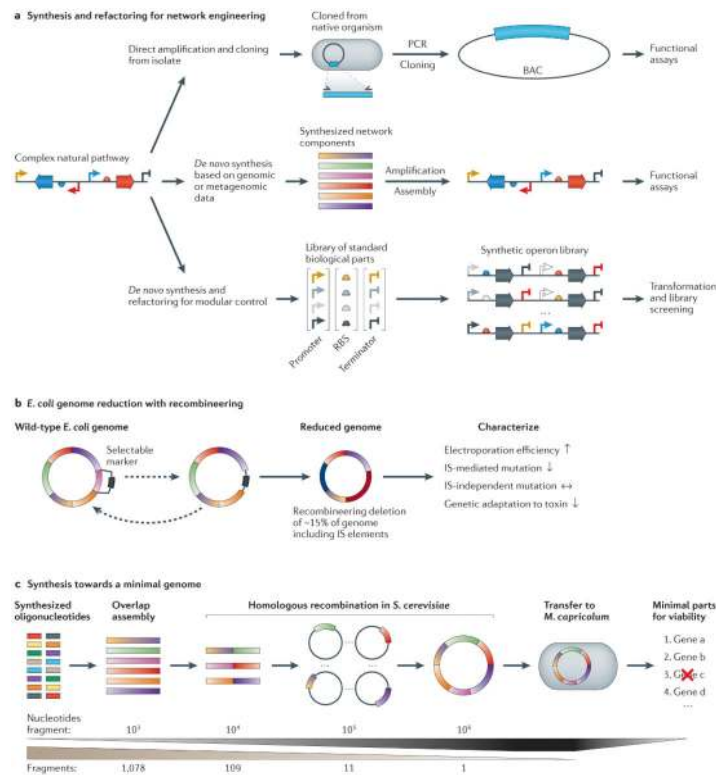 a Synthesis and refactoring for network engineering
Direct amplification and cloning
from isolate
Cloned from
native organism
PCR
Cloning
BAC
Functional
assays
Complex natural pathway
De novo synthesis
based on genomic
or metagenomic
data
Synthesized network
components
Amplification
Assembly
Functional
assays
De novo synthesis and
refactoring for modular control
Library of standard
biological parts
Promoter
RBS
Terminator
Synthetic operon library
...
Transformation
and library
screening
b E. coli genome reduction with recombineering
Wild-type E. coli genome
Selectable
marker
Reduced genome
Recombineering deletion
of ~15% of genome
including IS elements
Characterize
Electroporation efficiency ↑
IS-mediated mutation ↓
IS-independent mutation ↔
Genetic adaptation to toxin ↓
c Synthesis towards a minimal genome
Synthesized
oligonucleotides
Overlap
assembly
Homologous recombination in S. cerevisiae
Transfer to
M. capricolum
Minimal parts
for viability
1. Gene a
2. Gene b
3. Gene c
4. Gene d
...
Nucleotides
fragment: 10³ 10⁴ 10⁵ 10⁶
Fragments: 1,078 109 11 1